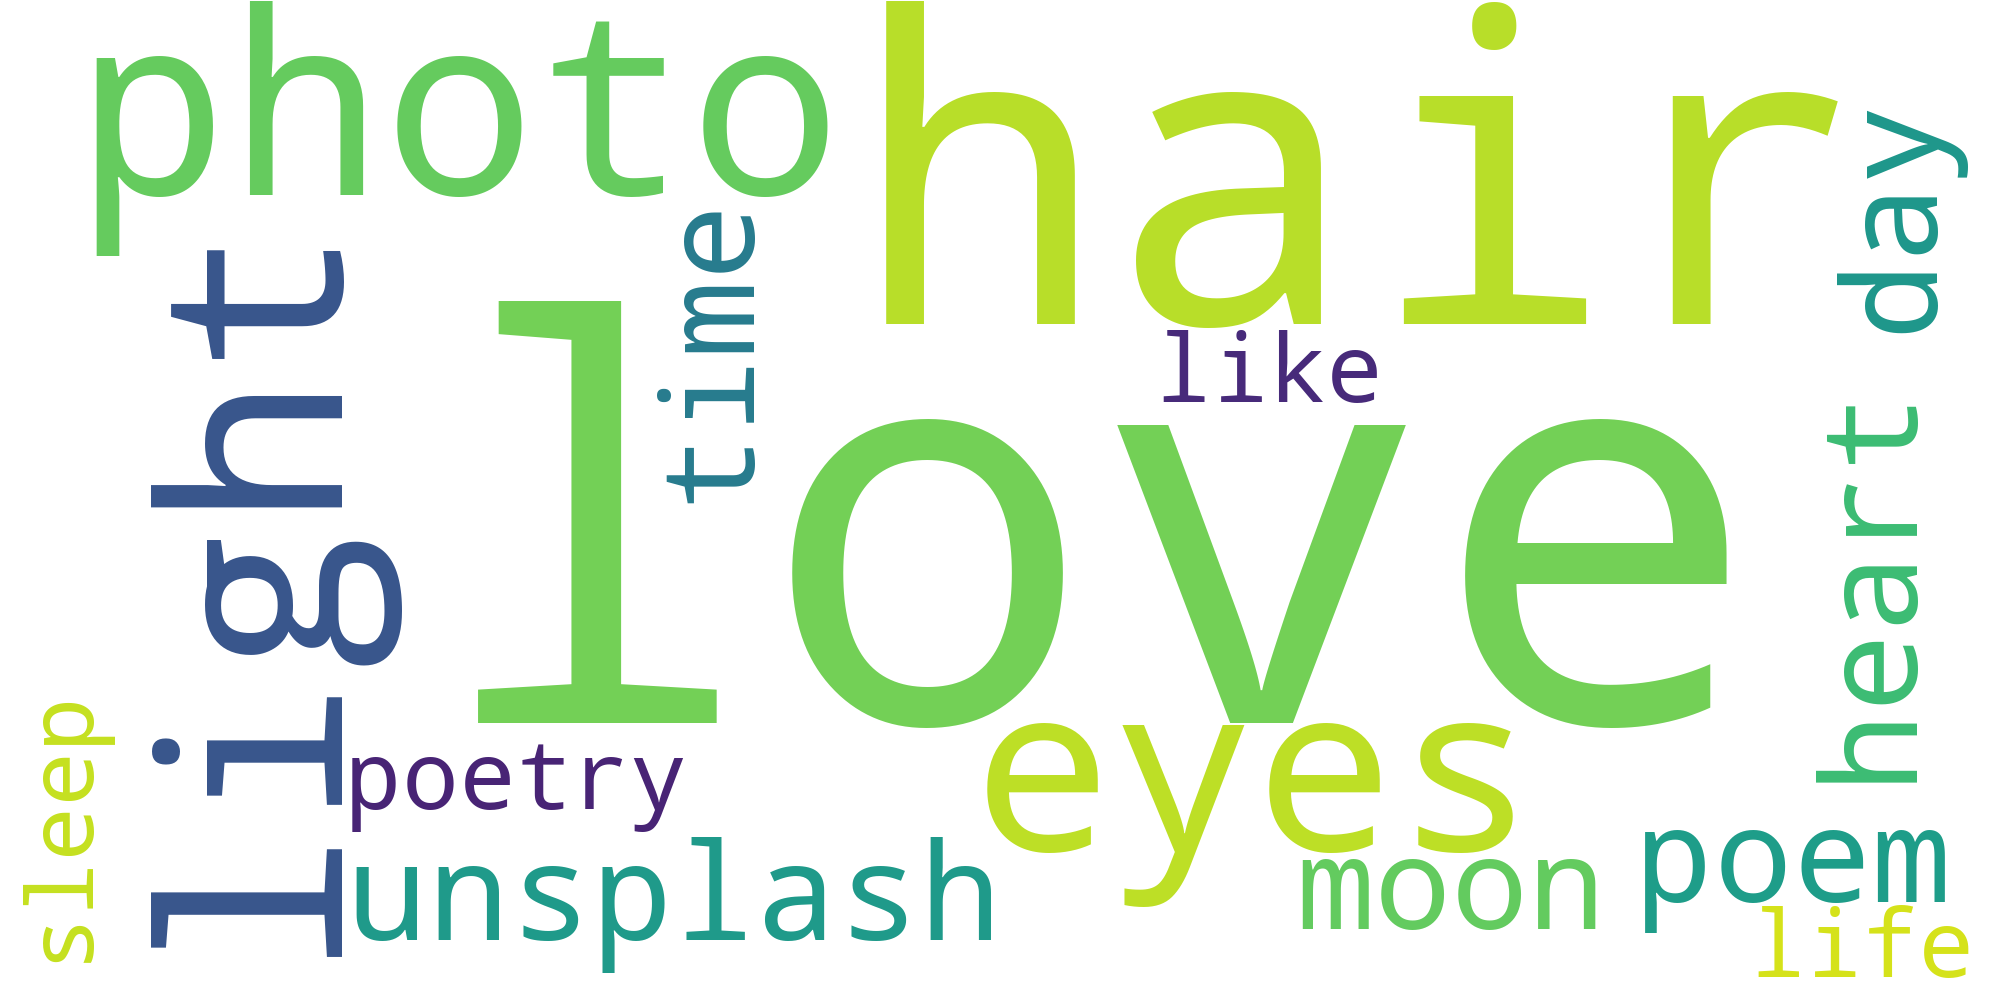 photo
hair
day
time
like
light
love
heart
sleep
poetry
eyes
unsplash
moon
poem
life